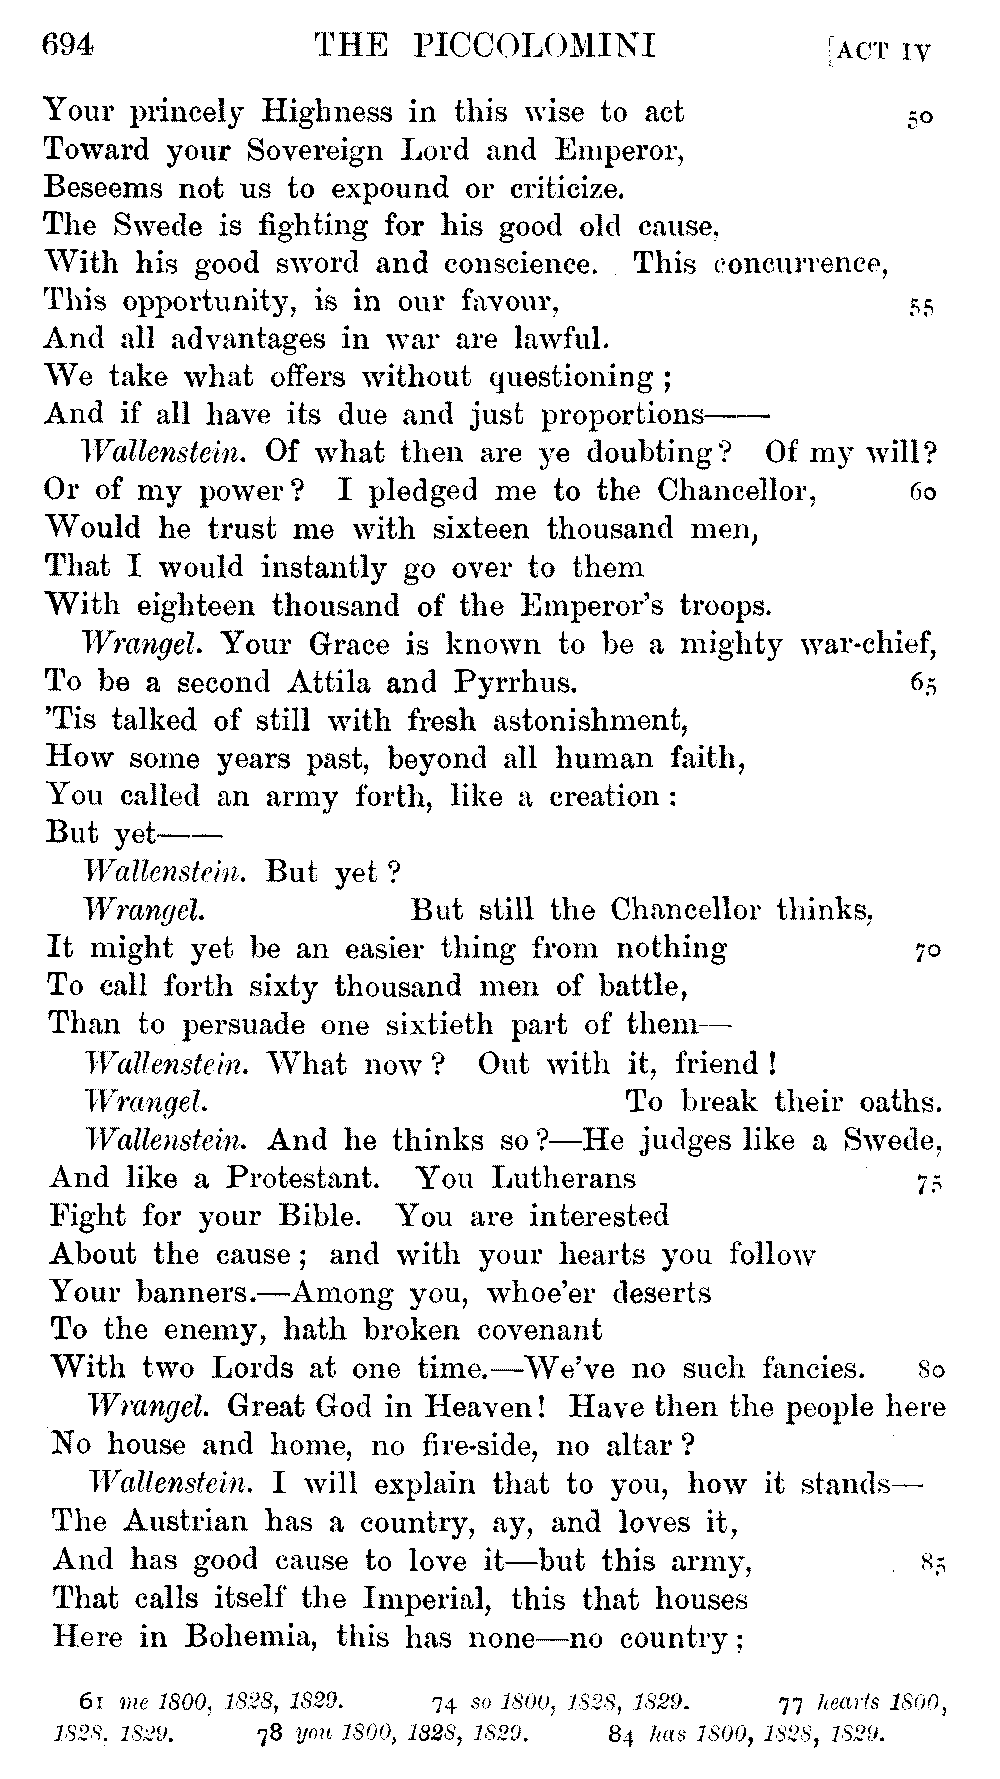 694 THE PICCOLOMINI [ACT IV
Your princely Highness in this wise to act 50
Toward your Sovereign Lord and Emperor,
Beseems not us to expound or criticize.
The Swede is fighting for his good old cause,
With his good sword and conscience. This concurrence,
This opportunity, is in our favour, 55
And all advantages in war are lawful.
We take what offers without questioning ;
And if all have its due and just proportions——
Wallenstein. Of what then are ye doubting? Of my will?
Or of my power? I pledged me to the Chancellor, 60
Would he trust me with sixteen thousand men,
That I would instantly go over to them
With eighteen thousand of the Emperor's troops.
Wrangel. Your Grace is known to be a mighty war-chief,
To be a second Attila and Pyrrhus. 65
'Tis talked of still with fresh astonishment,
How some years past, beyond all human faith,
You called an army forth, like a creation :
But yet——
Wallenstein. But yet ?
Wrangel. But still the Chancellor thinks,
It might yet be an easier thing from nothing 70
To call forth sixty thousand men of battle,
Than to persuade one sixtieth part of them—
Wallenstein. What now ? Out with it, friend !
Wrangel. To break their oaths.
Wallenstein. And he thinks so ?—He judges like a Swede,
And like a Protestant. You Lutherans 75
Fight for your Bible. You are interested
About the cause ; and with your hearts you follow
Your banners.—Among you, whoe'er deserts
To the enemy, hath broken covenant
With two Lords at one time.—We've no such fancies. 80
Wrangel. Great God in Heaven! Have then the people here
No house and home, no fire-side, no altar ?
Wallenstein. I will explain that to you, how it stands—
The Austrian has a country, ay, and loves it,
And has good cause to love it—but this army, 85
That calls itself the Imperial, this that houses
Here in Bohemia, this has none—no country ;
61 me 1800, 1828, 1829. 74 so 1800, 1828, 1829. 77 hearts 1800,
1828, 1829. 78 you 1800, 1828, 1829. 84 has 1800, 1828, 1829.